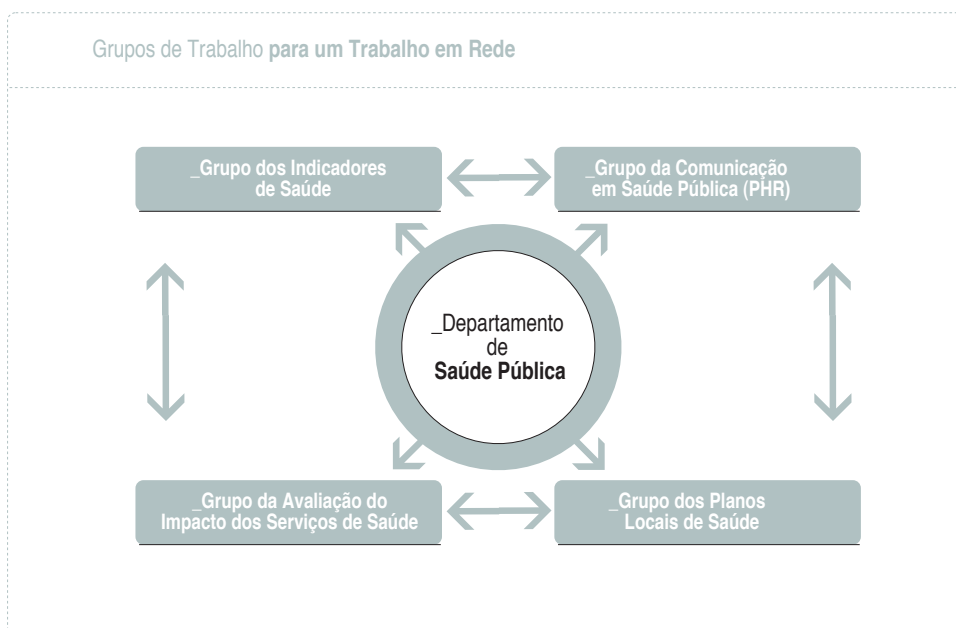 Grupos de Trabalho para um Trabalho em Rede
_Grupo dos Indicadores
de Saúde
_Grupo da Comunicação
em Saúde Pública (PHR)
_Departamento
de
Saúde Pública
_Grupo da Avaliação do
Impacto dos Serviços de Saúde
_Grupo dos Planos
Locais de Saúde